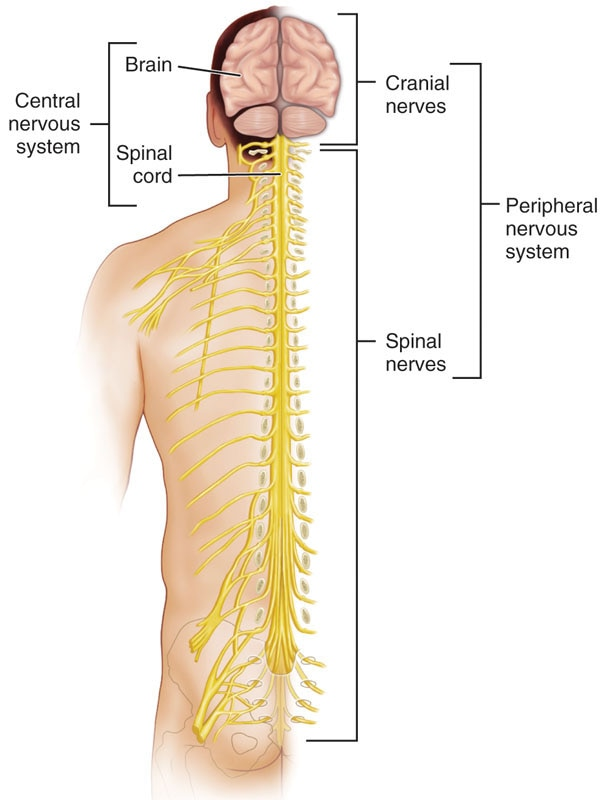 Brain
Central
nervous
system
Spinal
cord
Cranial
nerves
Peripheral
nervous
system
Spinal
nerves